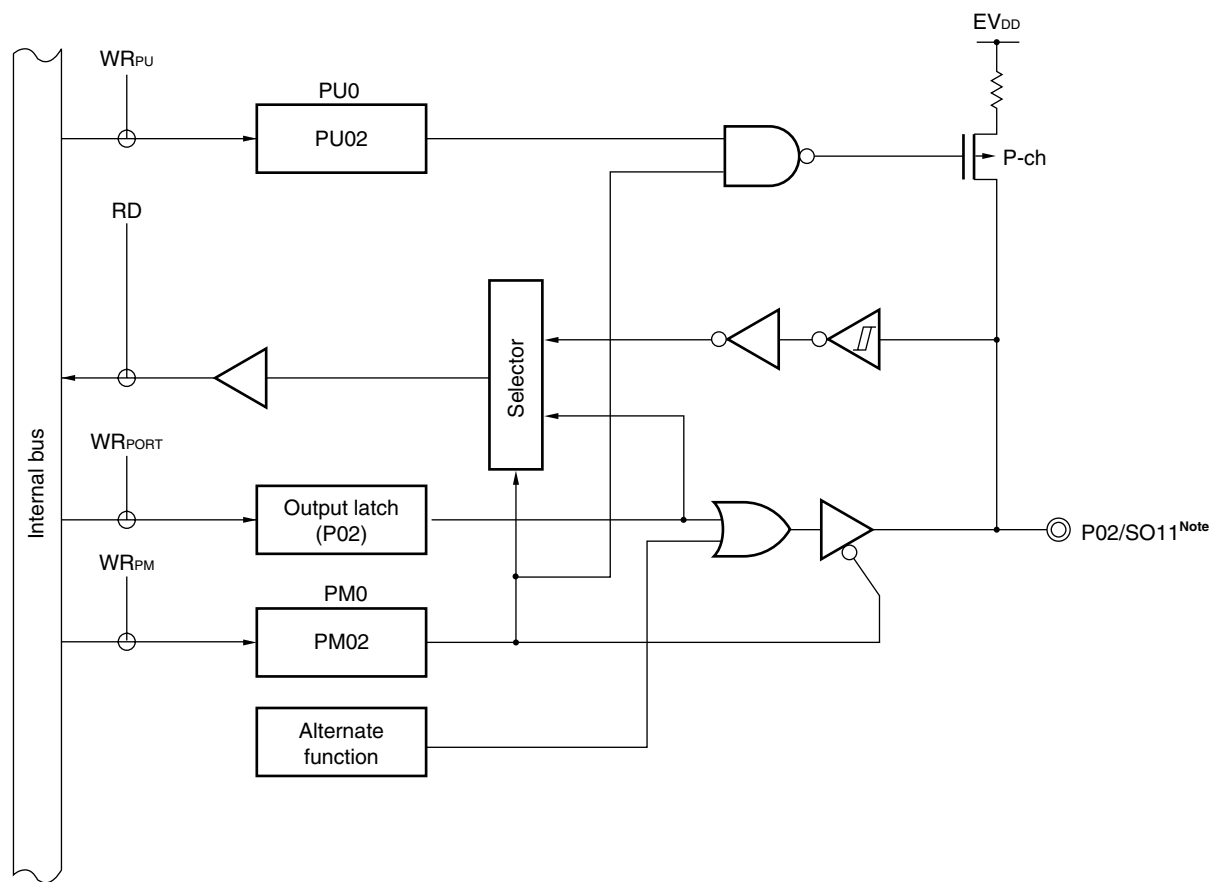 EVDD
WRPU
PU0
PU02
P-ch
RD
Selector
WRPORT
Internal bus
Output latch
(P02)
P02/SO11Note
WRPM
PM0
PM02
Alternate
function